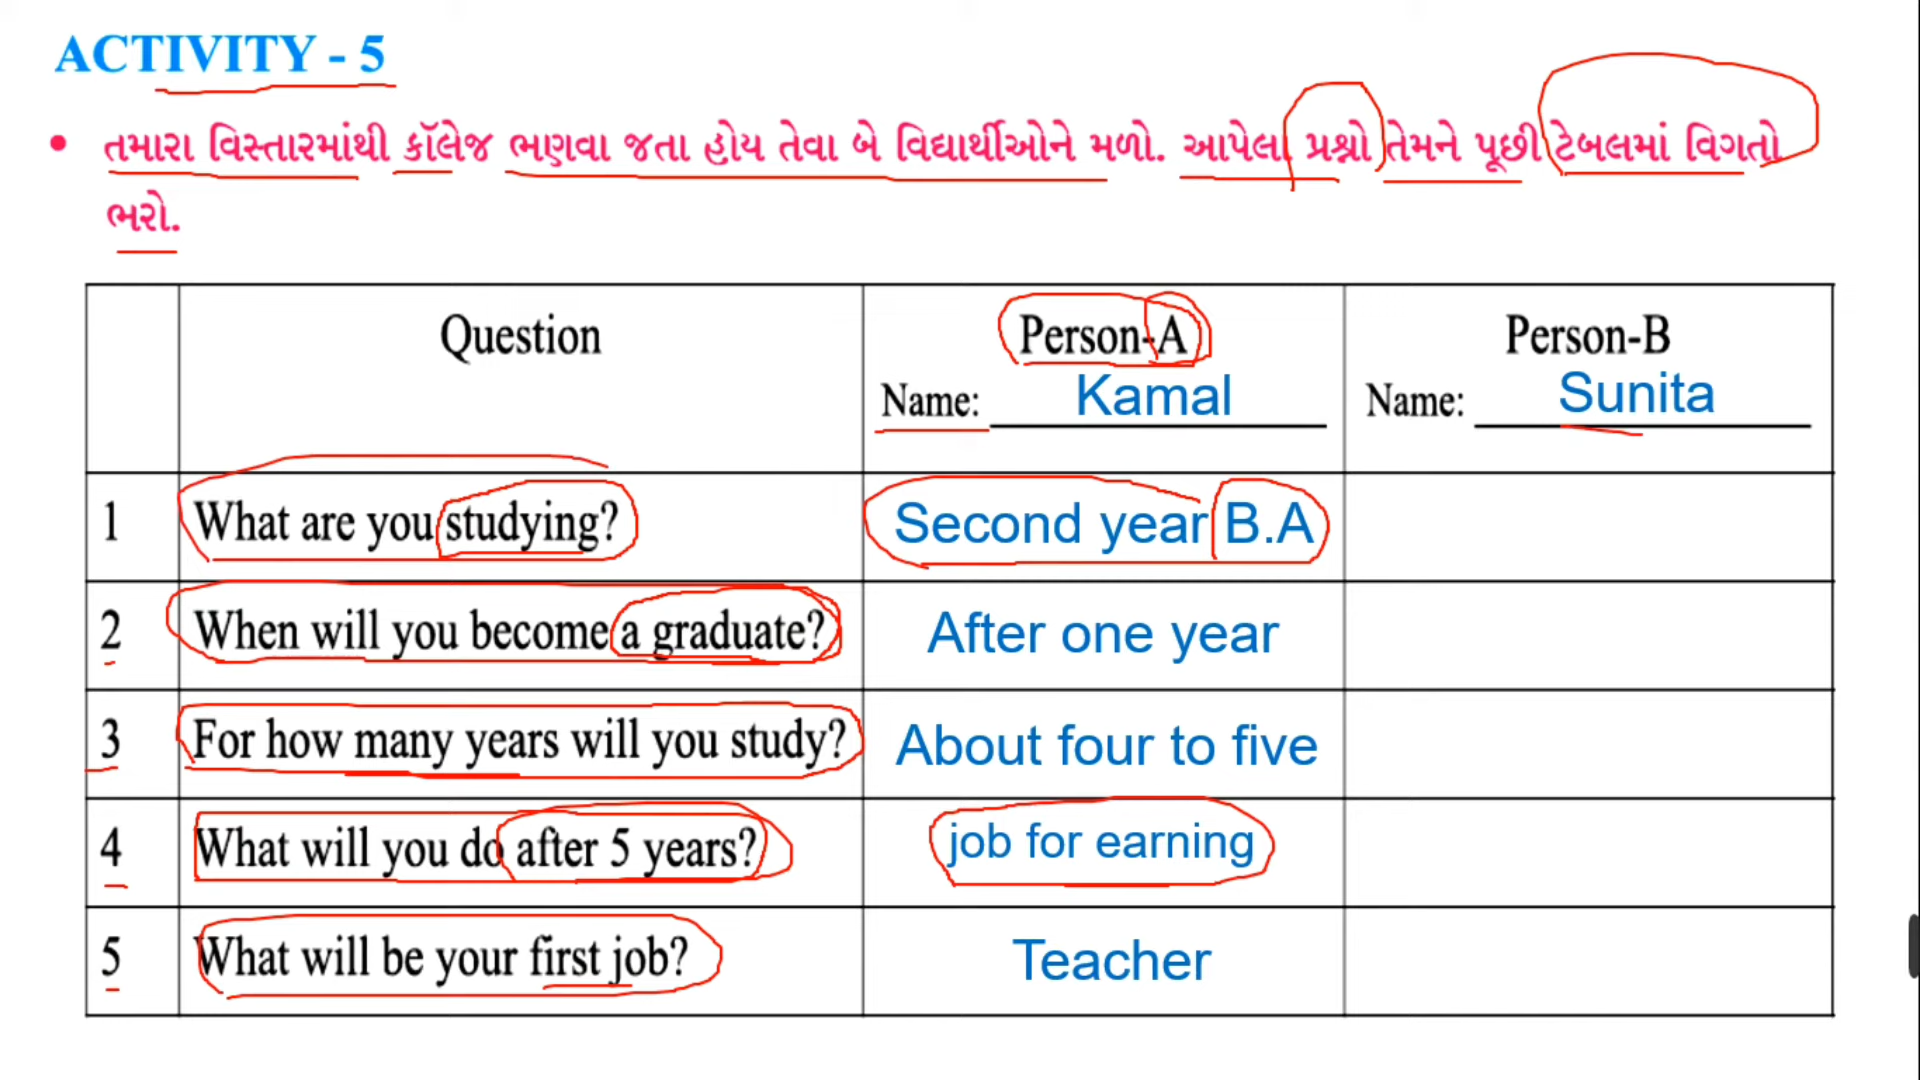 ACTIVITY - 5
• તમારા વિસ્તારમાંથી કૉલેજ ભણવા જતા હોય તેવા બે વિદ્યાર્થીઓને મળો. આપેલા પ્રશ્નો તેમને પૂછી ટેબલમાં વિગતો
ભરો.
Question Person-A Person-B
Name: Kamal Name: Sunita
1 What are you studying? Second year B.A
2 When will you become a graduate? After one year
3 For how many years will you study? About four to five
4 What will you do after 5 years? job for earning
5 What will be your first job? Teacher